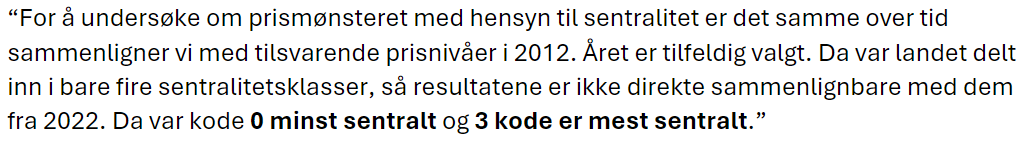 “For å undersøke om prismønsteret med hensyn til sentralitet er det samme over tid
sammenligner vi med tilsvarende prisnivåer i 2012. Året er tilfeldig valgt. Da var landet delt
inn i bare fire sentralitetsklasser, så resultatene er ikke direkte sammenlignbare med dem
fra 2022. Da var kode 0 minst sentralt og 3 kode er mest sentralt.”